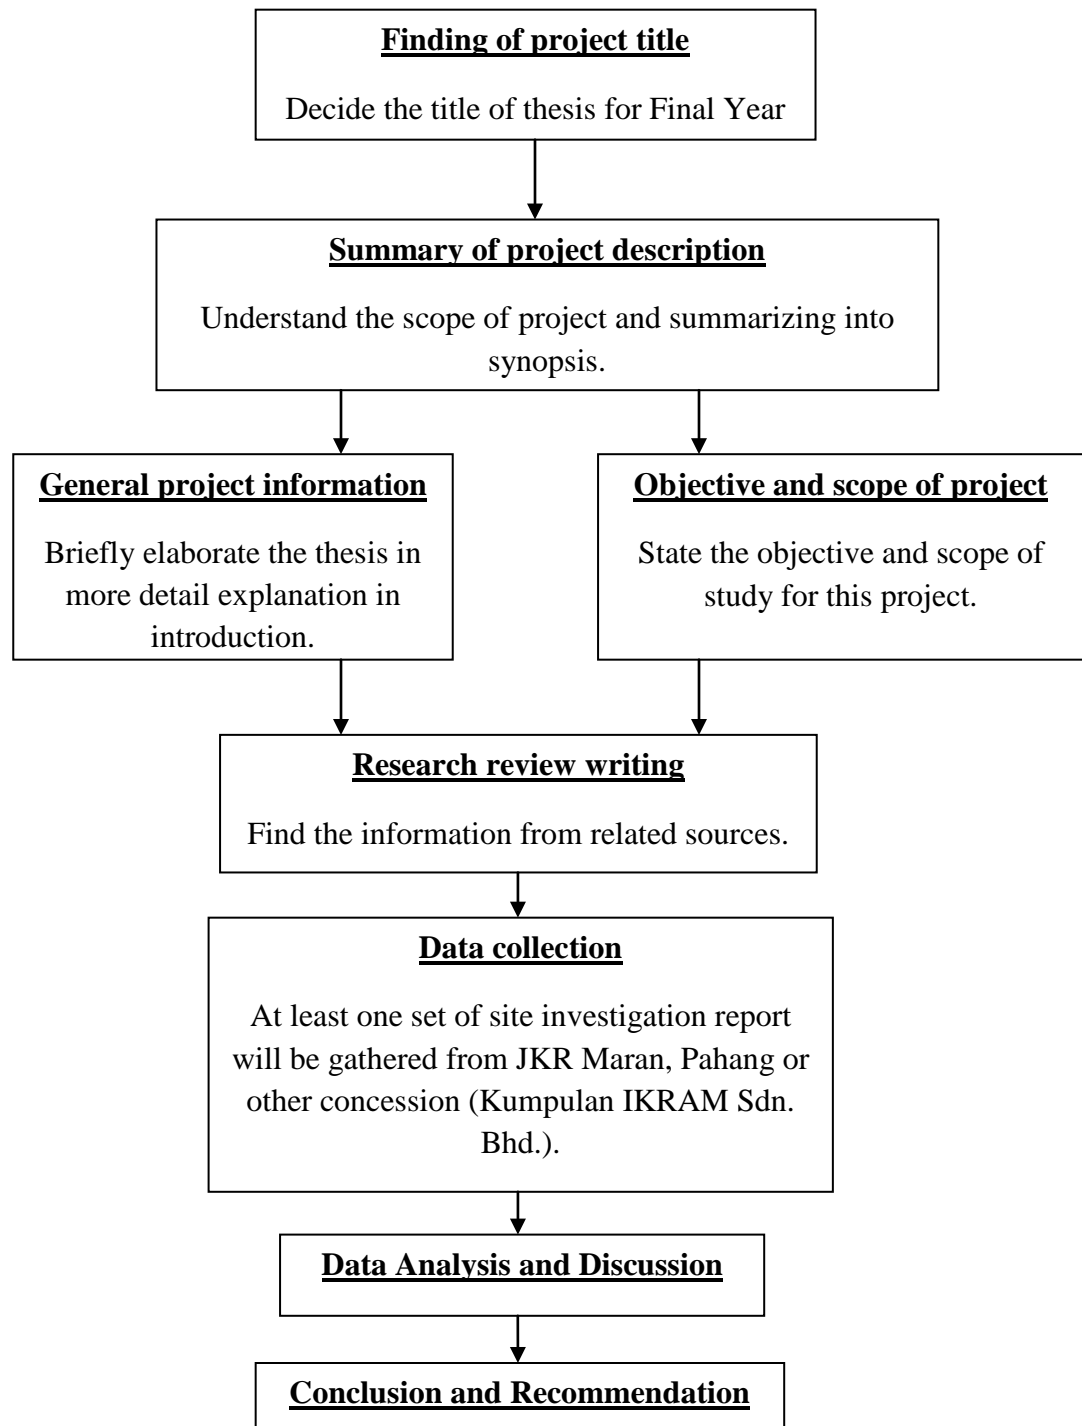 Finding of project title
Decide the title of thesis for Final Year
Summary of project description
Understand the scope of project and summarizing into
synopsis.
General project information
Briefly elaborate the thesis in
more detail explanation in
introduction.
Objective and scope of project
State the objective and scope of
study for this project.
Research review writing
Find the information from related sources.
Data collection
At least one set of site investigation report
will be gathered from JKR Maran, Pahang or
other concession (Kumpulan IKRAM Sdn.
Bhd.).
Data Analysis and Discussion
Conclusion and Recommendation